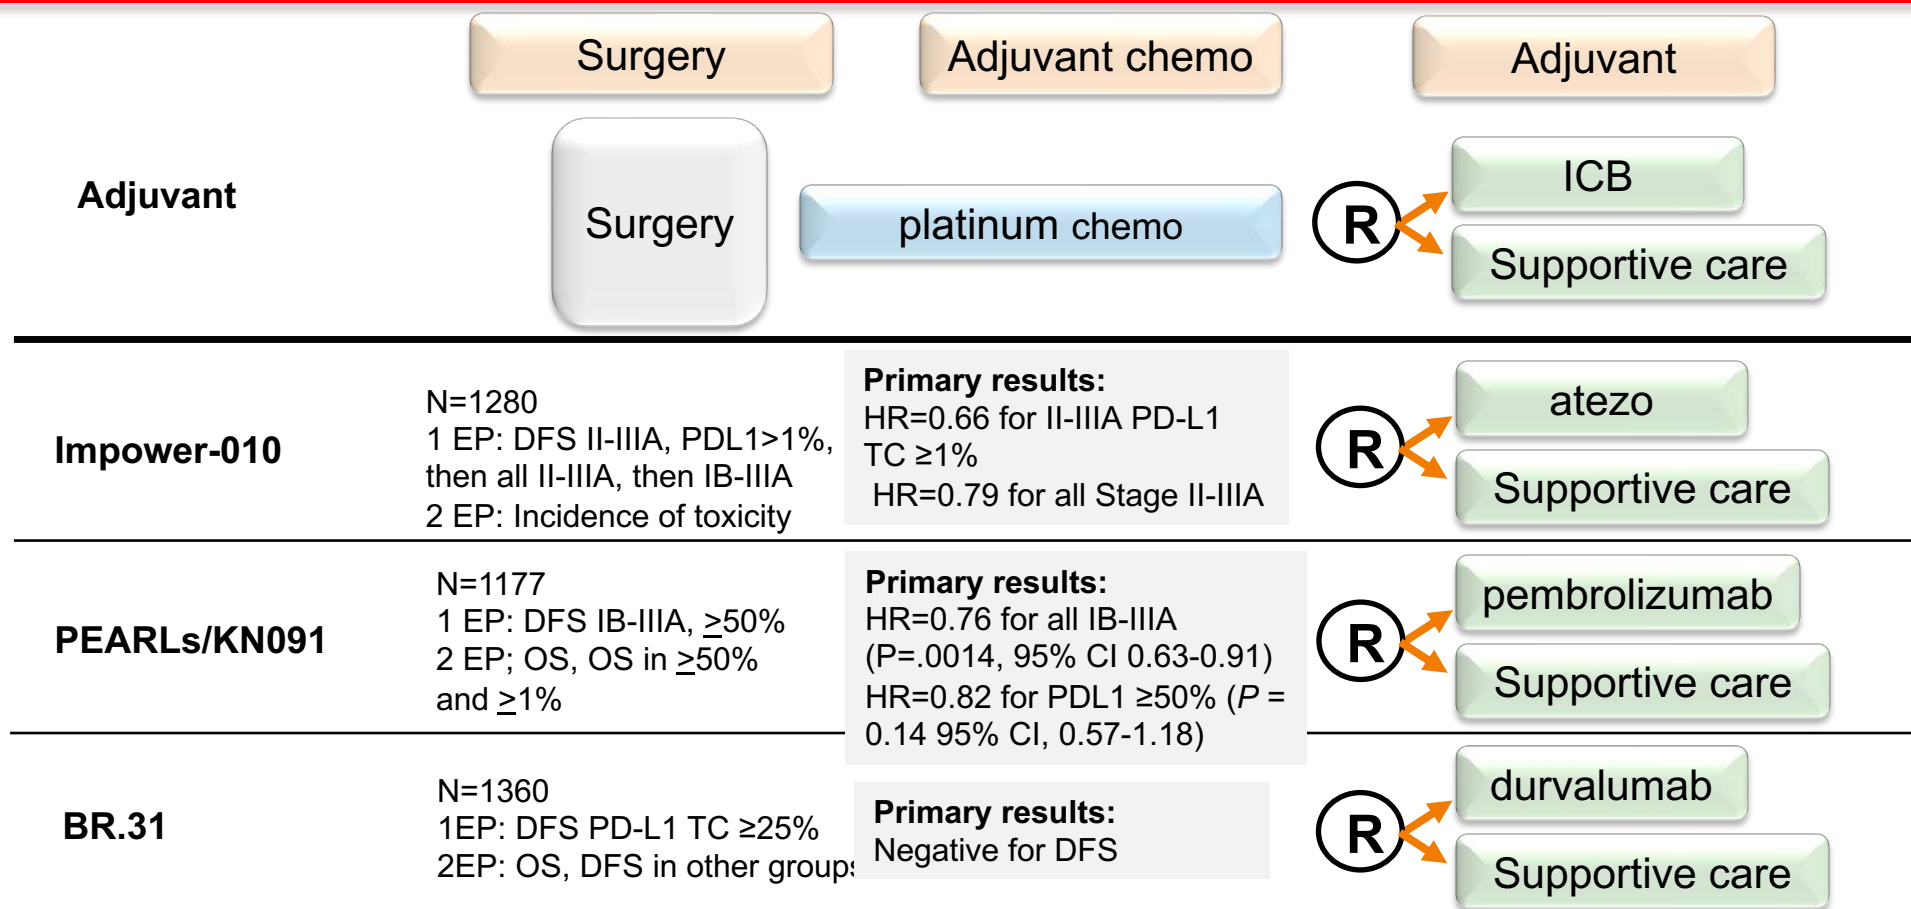 Surgery
Adjuvant chemo
Adjuvant
Adjuvant
Surgery
platinum chemo
R
ICB
Supportive care
Impower-010
N=1280
1 EP: DFS II-IIIA, PDL1>1%,
then all II-IIIA, then IB-IIIA
2 EP: Incidence of toxicity
Primary results:
HR=0.66 for II-IIIA PD-L1
TC ≥1%
HR=0.79 for all Stage II-IIIA
R
atezo
Supportive care
PEARLs/KN091
N=1177
1 EP: DFS IB-IIIA, ≥50%
2 EP; OS, OS in ≥50%
and ≥1%
Primary results:
HR=0.76 for all IB-IIIA
(P=.0014, 95% CI 0.63-0.91)
HR=0.82 for PDL1 ≥50% (P =
0.14 95% CI, 0.57-1.18)
R
pembrolizumab
Supportive care
BR.31
N=1360
1EP: DFS PD-L1 TC ≥25%
2EP: OS, DFS in other groups
Primary results:
Negative for DFS
R
durvalumab
Supportive care